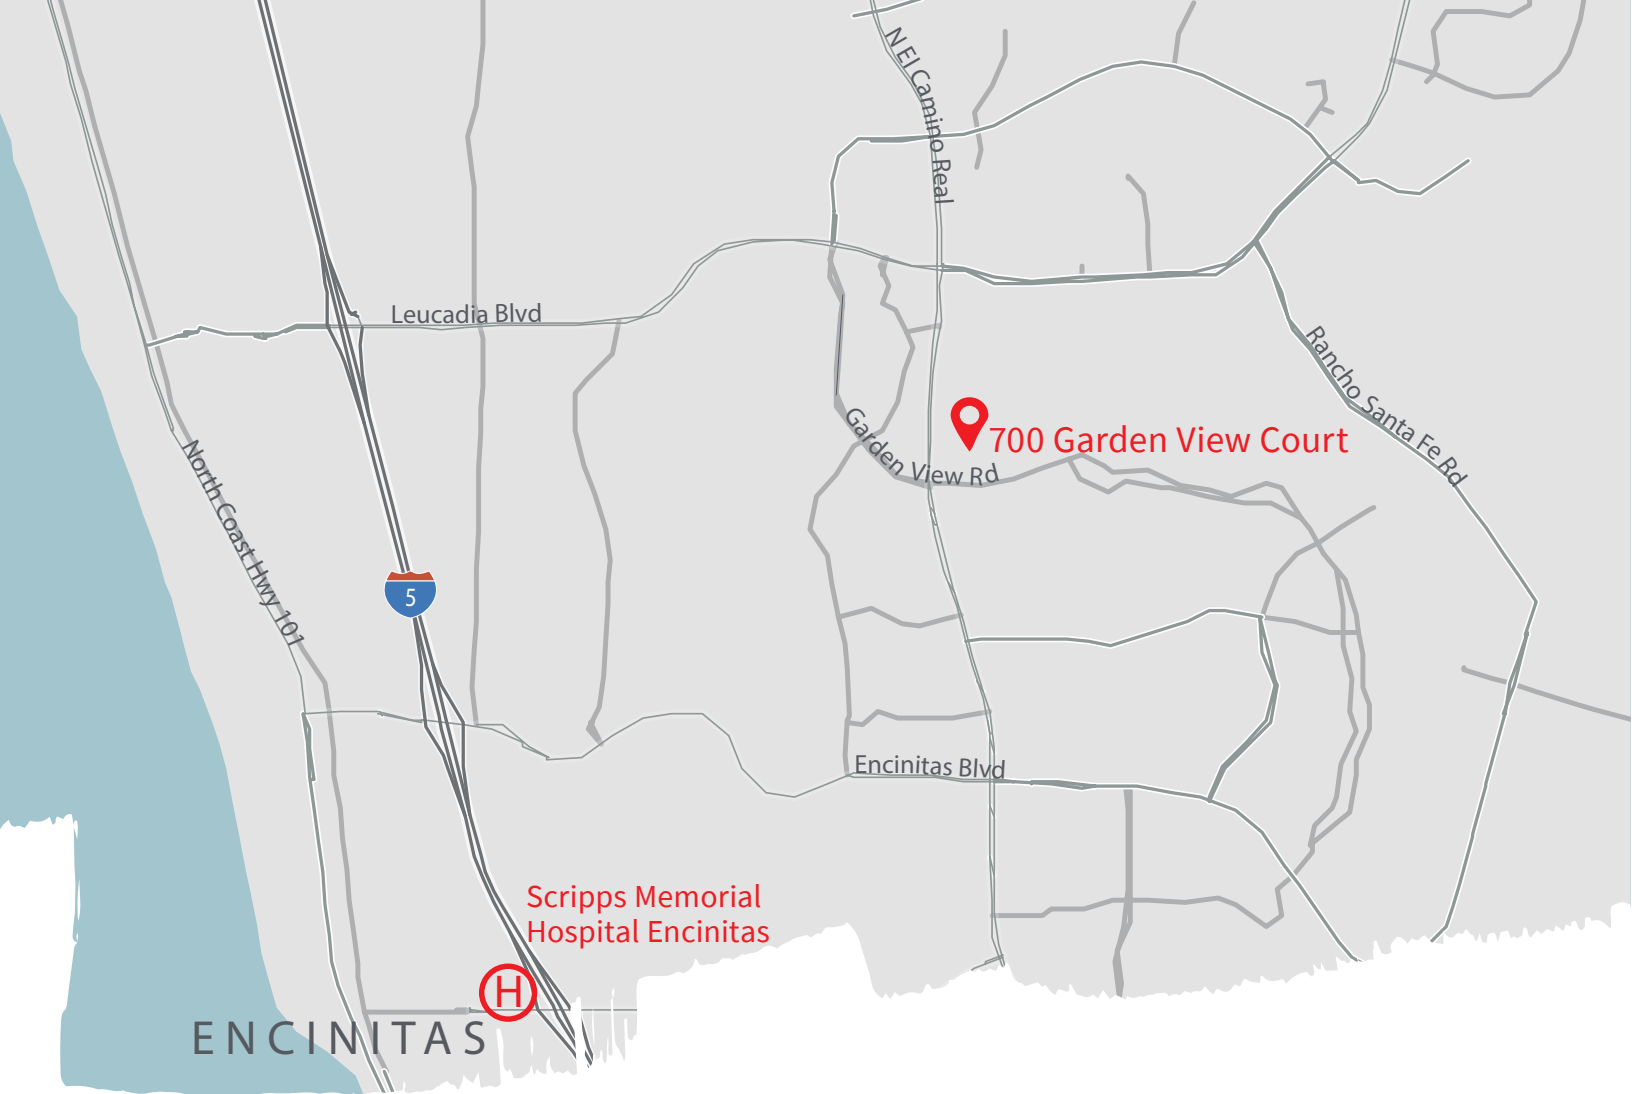 N El Camino Real
Leucadia Blvd
Rancho Santa Fe Rd
700 Garden View Court
Garden View Rd
North Coast Hwy 101
5
Encinitas Blvd
Scripps Memorial
Hospital Encinitas
H
ENCINITAS